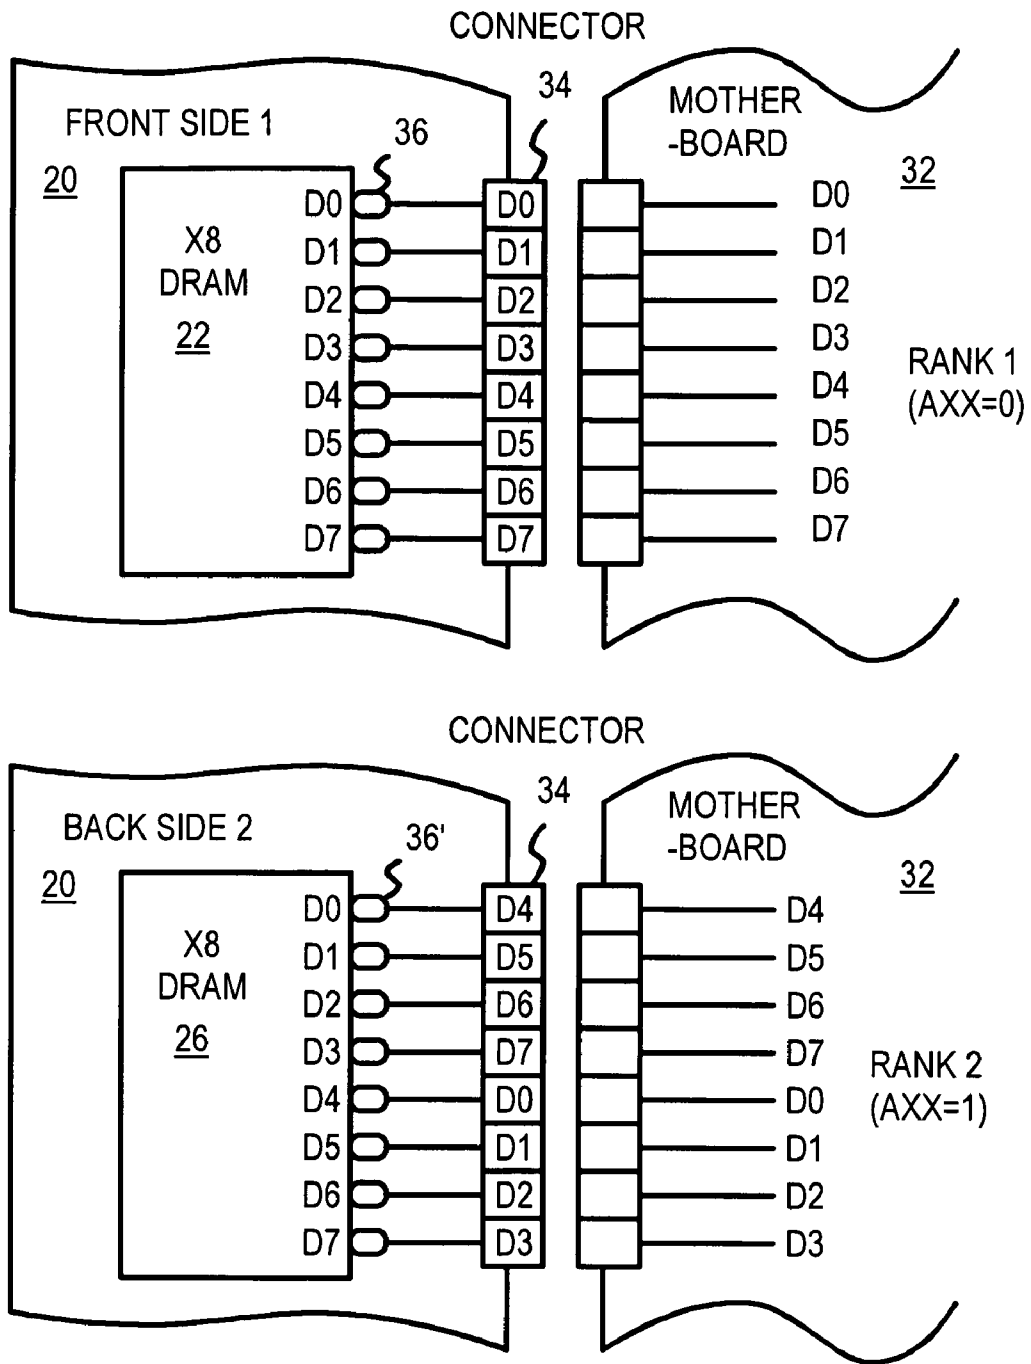 CONNECTOR
34
MOTHER
-BOARD
FRONT SIDE 1
36
20
32
X8
DRAM
22
D0 D0 D0
D1 D1 D1
D2 D2 D2
D3 D3 D3
D4 D4 D4
D5 D5 D5
D6 D6 D6
D7 D7 D7
RANK 1
(AXX=0)
CONNECTOR
34
MOTHER
-BOARD
BACK SIDE 2
36'
20
32
X8
DRAM
26
D0 D4 D4
D1 D5 D5
D2 D6 D6
D3 D7 D7
D4 D0 D0
D5 D1 D1
D6 D2 D2
D7 D3 D3
RANK 2
(AXX=1)